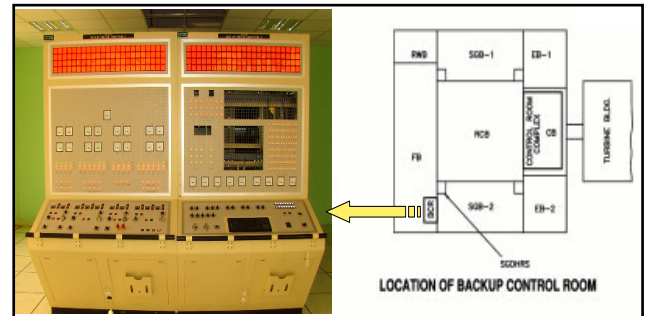 RWB
SGB-1
EB-1
FB
RCB
CONTROL ROOM
COMPLEX
CB
TURBINE BLDG.
BCR
SGB-2
EB-2
SGDHRS
LOCATION OF BACKUP CONTROL ROOM